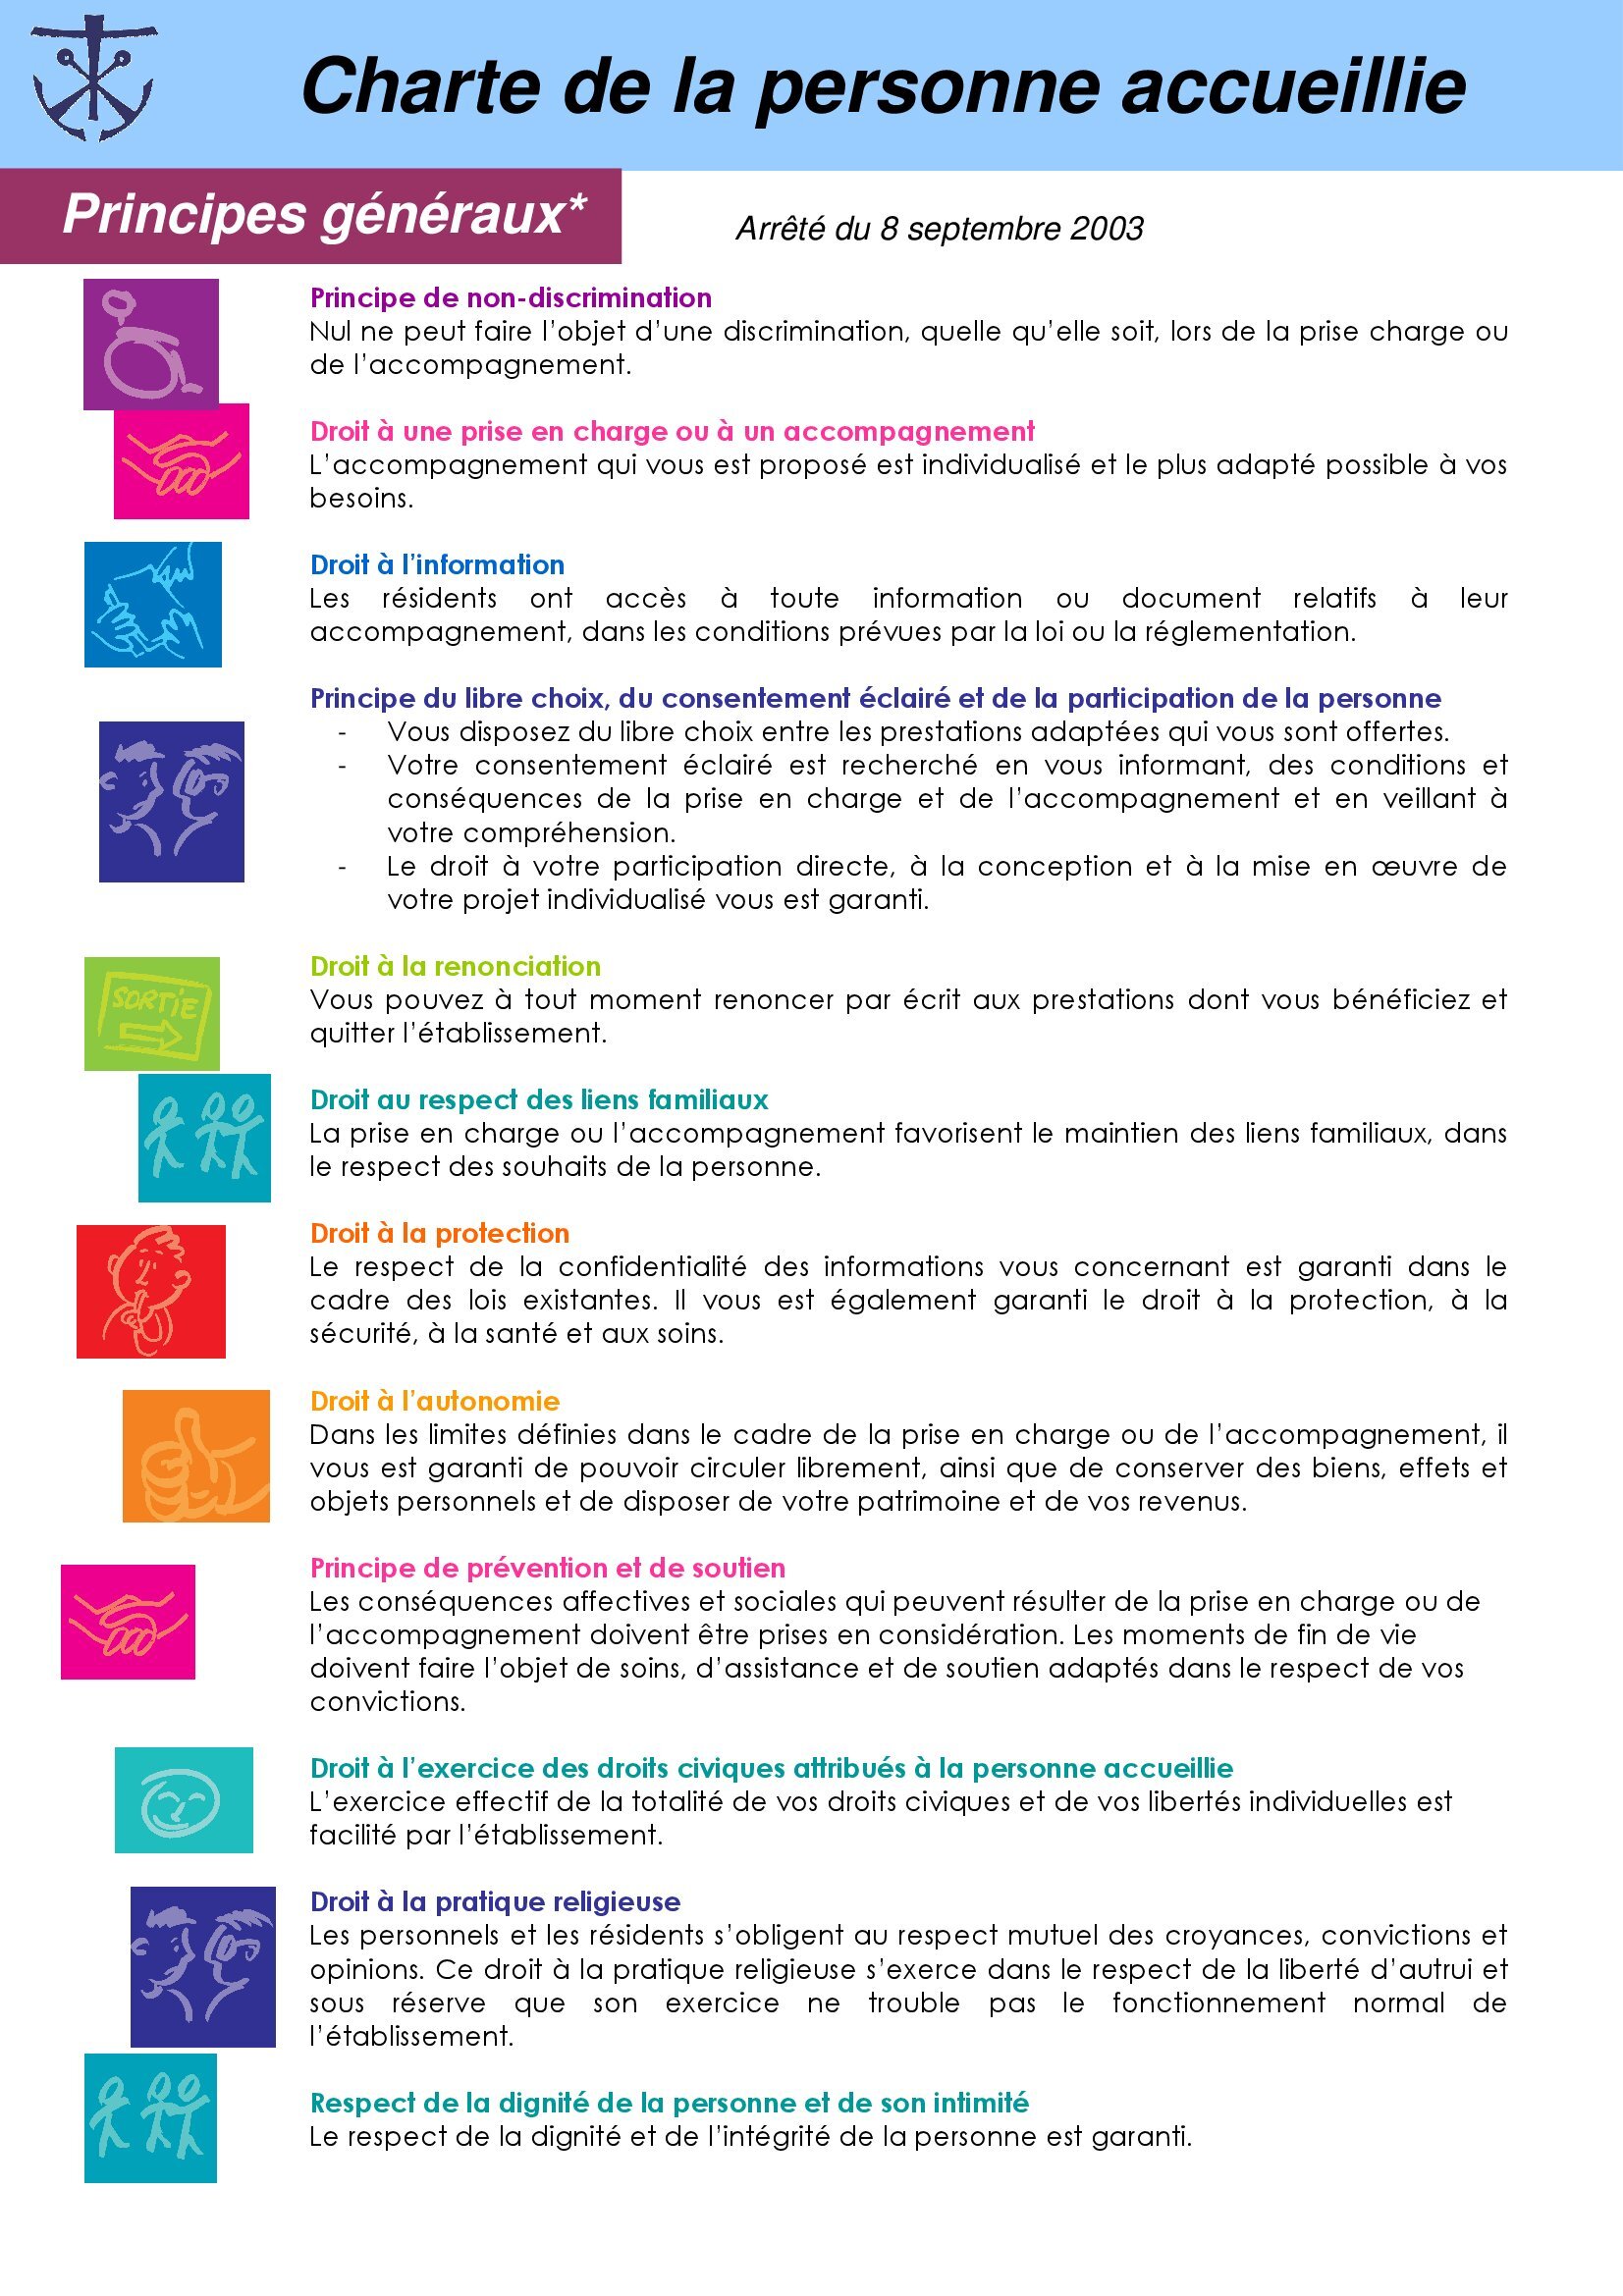 Charte de la personne accueillie
Principes généraux*
Arrêté du 8 septembre 2003
Principe de non-discrimination
Nul ne peut faire l’objet d’une discrimination, quelle qu’elle soit, lors de la prise charge ou
de l’accompagnement.
Droit à une prise en charge ou à un accompagnement
L’accompagnement qui vous est proposé est individualisé et le plus adapté possible à vos
besoins.
Droit à l’information
Les résidents ont accès à toute information ou document relatifs à leur
accompagnement, dans les conditions prévues par la loi ou la réglementation.
Principe du libre choix, du consentement éclairé et de la participation de la personne
- Vous disposez du libre choix entre les prestations adaptées qui vous sont offertes.
- Votre consentement éclairé est recherché en vous informant, des conditions et
conséquences de la prise en charge et de l’accompagnement et en veillant à
votre compréhension.
- Le droit à votre participation directe, à la conception et à la mise en œuvre de
votre projet individualisé vous est garanti.
SORTIE
Droit à la renonciation
Vous pouvez à tout moment renoncer par écrit aux prestations dont vous bénéficiez et
quitter l’établissement.
Droit au respect des liens familiaux
La prise en charge ou l’accompagnement favorisent le maintien des liens familiaux, dans
le respect des souhaits de la personne.
Droit à la protection
Le respect de la confidentialité des informations vous concernant est garanti dans le
cadre des lois existantes. Il vous est également garanti le droit à la protection, à la
sécurité, à la santé et aux soins.
Droit à l’autonomie
Dans les limites définies dans le cadre de la prise en charge ou de l’accompagnement, il
vous est garanti de pouvoir circuler librement, ainsi que de conserver des biens, effets et
objets personnels et de disposer de votre patrimoine et de vos revenus.
Principe de prévention et de soutien
Les conséquences affectives et sociales qui peuvent résulter de la prise en charge ou de
l’accompagnement doivent être prises en considération. Les moments de fin de vie
doivent faire l’objet de soins, d’assistance et de soutien adaptés dans le respect de vos
convictions.
Droit à l’exercice des droits civiques attribués à la personne accueillie
L’exercice effectif de la totalité de vos droits civiques et de vos libertés individuelles est
facilité par l’établissement.
Droit à la pratique religieuse
Les personnels et les résidents s’obligent au respect mutuel des croyances, convictions et
opinions. Ce droit à la pratique religieuse s’exerce dans le respect de la liberté d’autrui et
sous réserve que son exercice ne trouble pas le fonctionnement normal de
l’établissement.
Respect de la dignité de la personne et de son intimité
Le respect de la dignité et de l’intégrité de la personne est garanti.